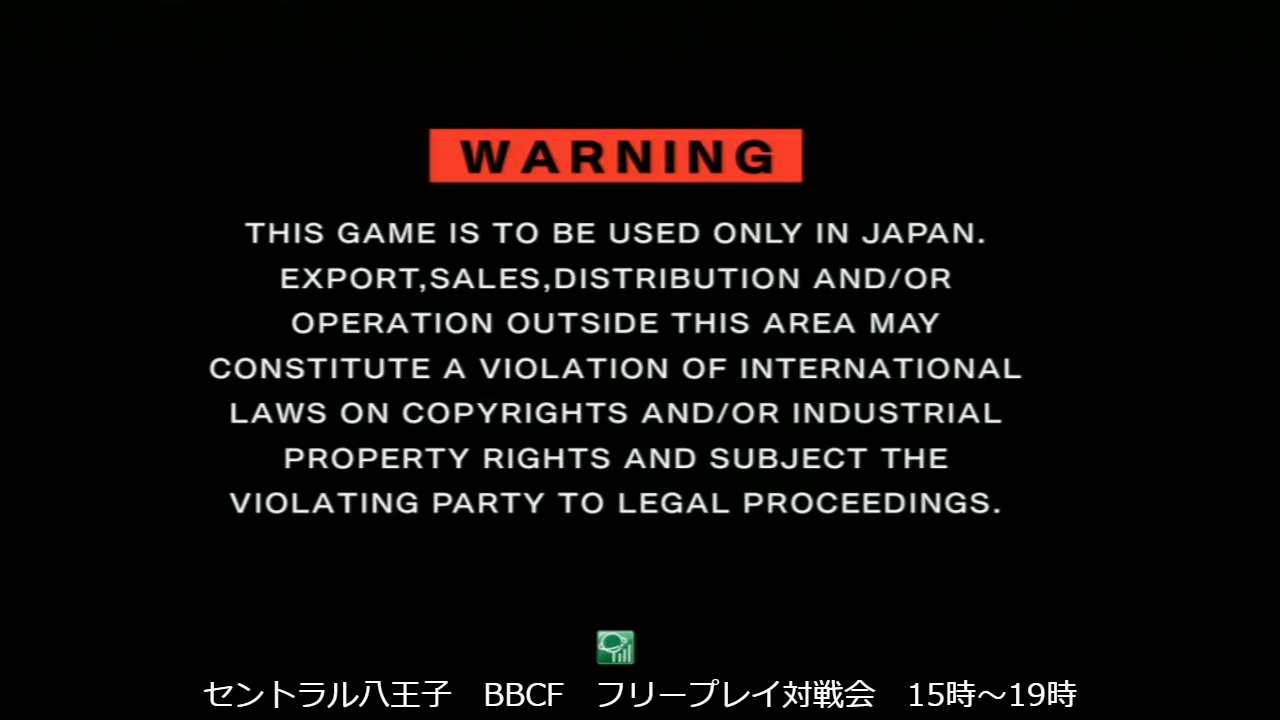 WARNING
THIS GAME IS TO BE USED ONLY IN JAPAN.
EXPORT,SALES,DISTRIBUTION AND/OR
OPERATION OUTSIDE THIS AREA MAY
CONSTITUTE A VIOLATION OF INTERNATIONAL
LAWS ON COPYRIGHTS AND/OR INDUSTRIAL
PROPERTY RIGHTS AND SUBJECT THE
VIOLATING PARTY TO LEGAL PROCEEDINGS.
セントラル八王子　BBCF　フリープレイ対戦会　15時～19時